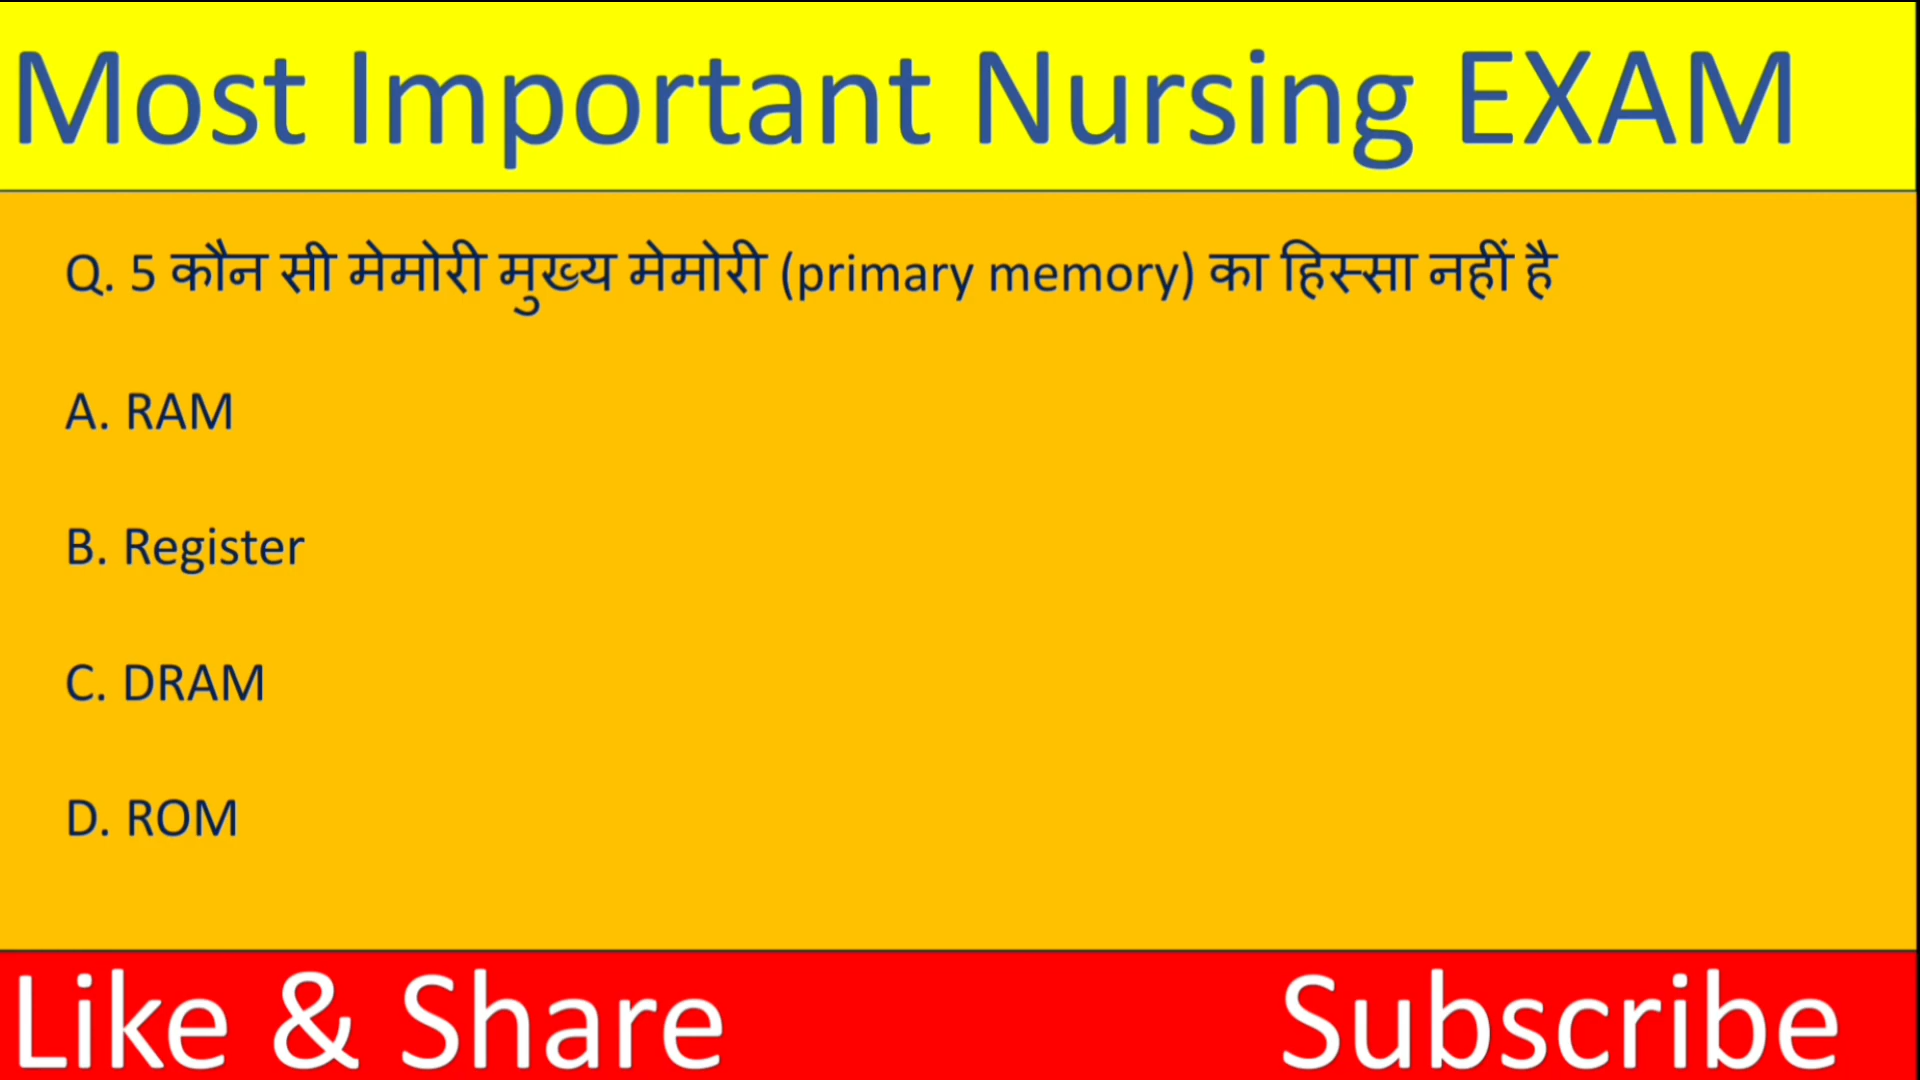 Most Important Nursing EXAM
Q. 5 कौन सी मेमोरी मुख्य मेमोरी (primary memory) का हिस्सा नहीं है
A. RAM
B. Register
C. DRAM
D. ROM
Like & Share Subscribe